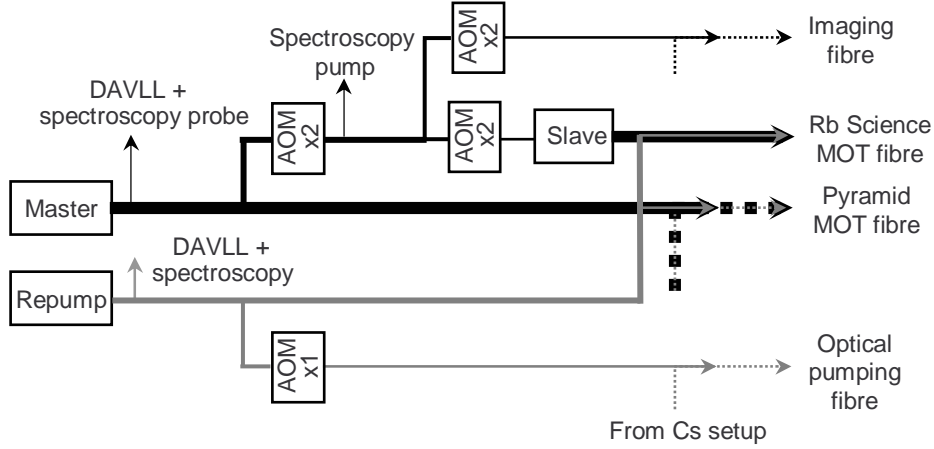 Imaging
fibre
AOM
x2
Spectroscopy
pump
DAVLL +
spectroscopy probe
AOM
x2
AOM
x2
Slave
Rb Science
MOT fibre
Master
Pyramid
MOT fibre
DAVLL +
spectroscopy
Repump
AOM
x1
Optical
pumping
fibre
From Cs setup